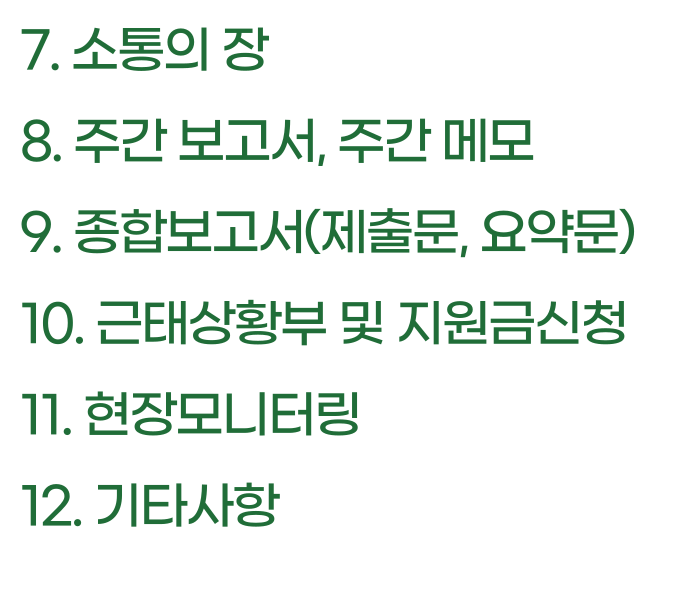 7. 소통의 장
8. 주간 보고서, 주간 메모
9. 종합보고서(제출문, 요약문)
10. 근태상황부 및 지원금신청
11. 현장모니터링
12. 기타사항